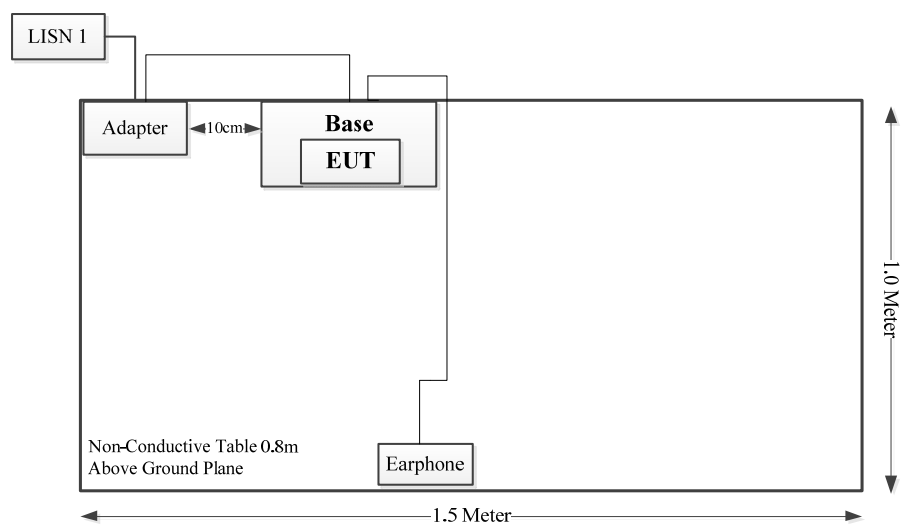 LISN 1
Adapter
10cm
Base
EUT
1.0 Meter
Non-Conductive Table 0.8m
Above Ground Plane
Earphone
1.5 Meter